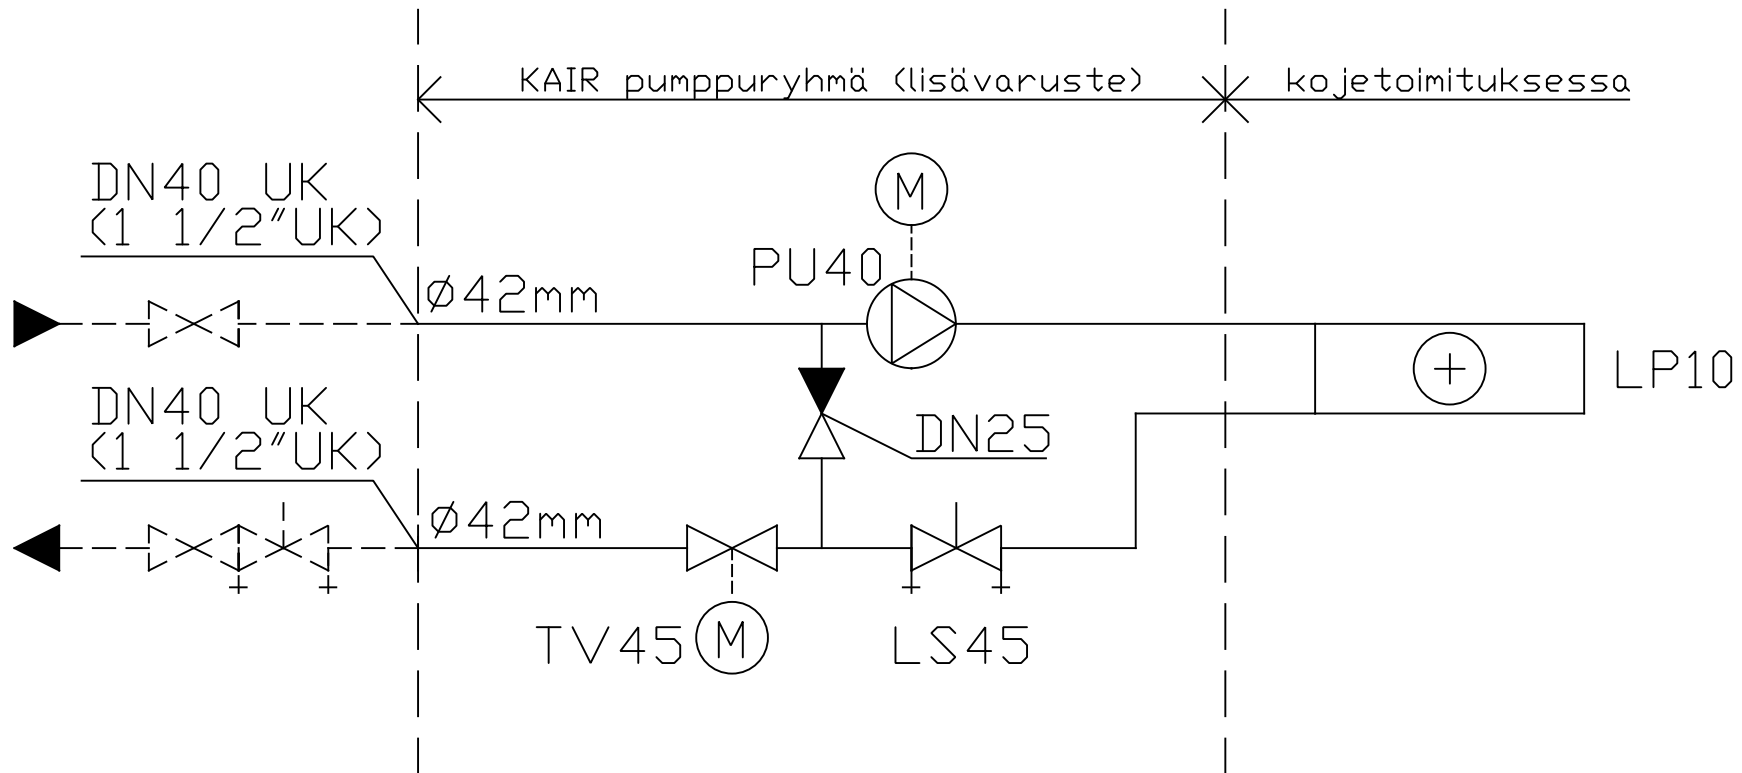 KAIR pumppuryhmä (lisävaruste)
kojetoimituksessa
DN40 UK
(1 1/2"UK)
M
PU40
Ø42mm
LP10
DN40 UK
(1 1/2"UK)
DN25
Ø42mm
TV45
M
LS45